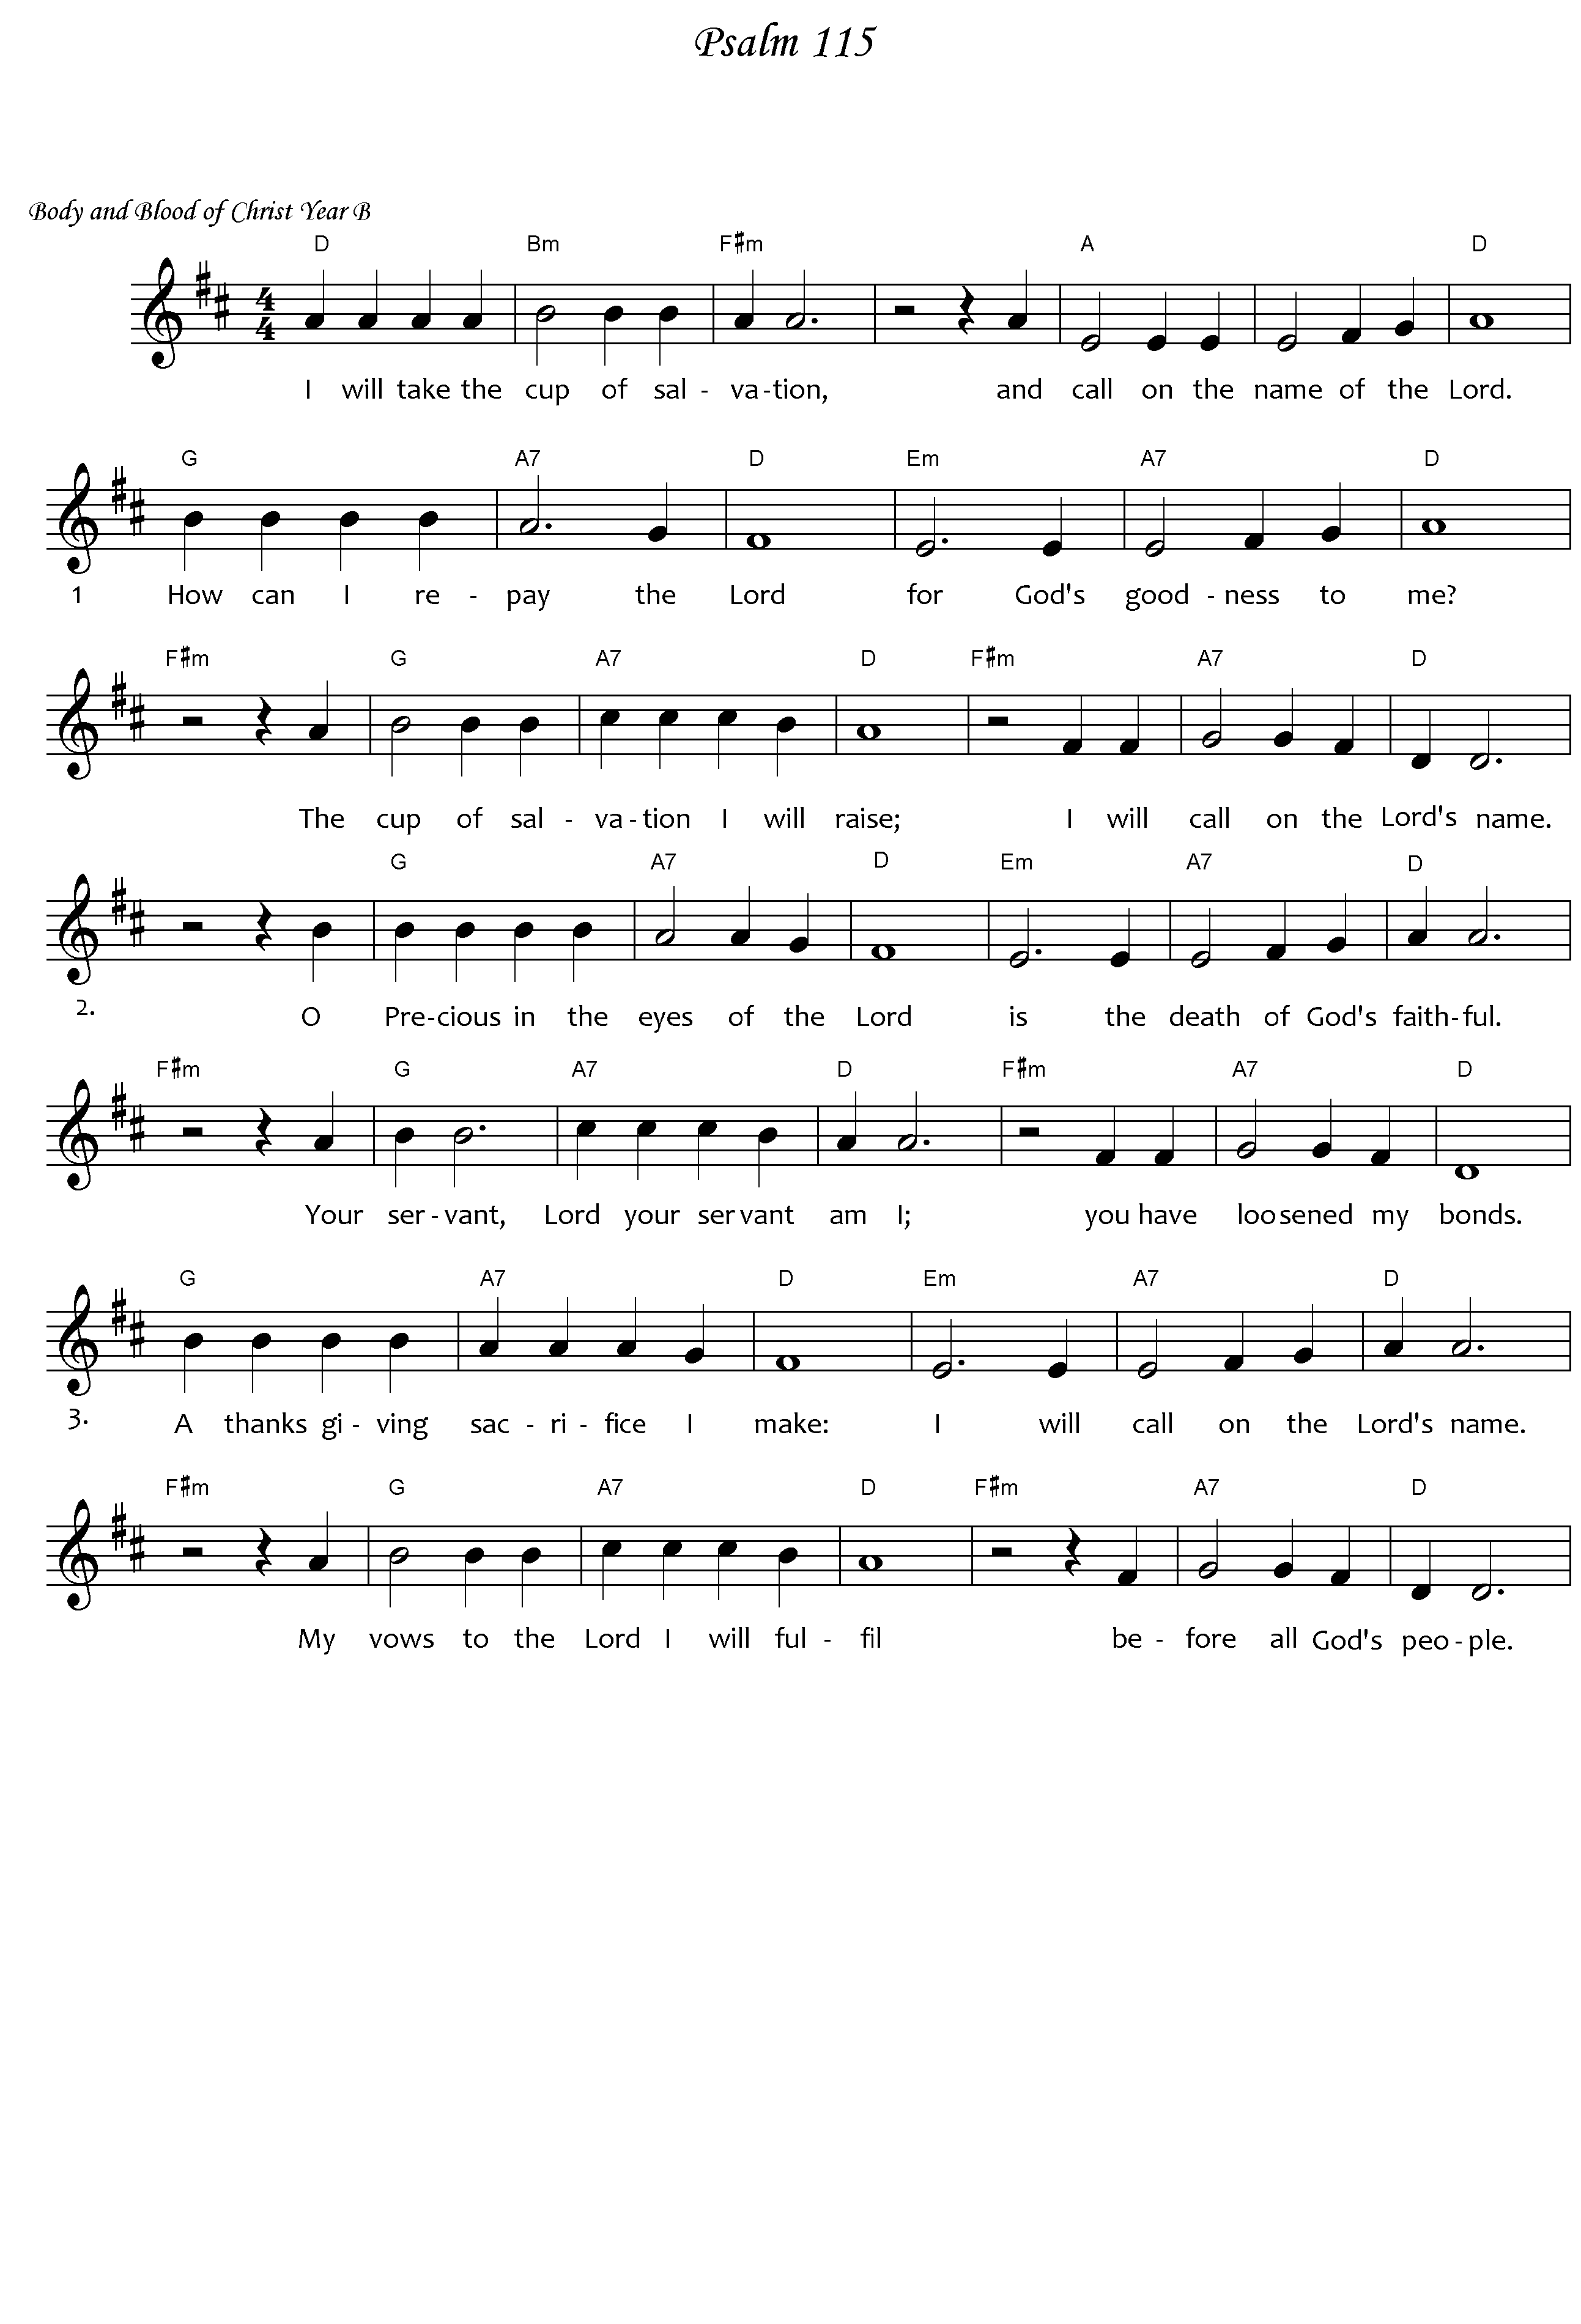 Psalm 115
Body and Blood of Christ Year B
D Bm F#m A D
4
4
I will take the cup of sal - va-tion, and call on the name of the Lord.
G A7 D Em A7 D
1 How can I re - pay the Lord for God's good - ness to me?
F#m G A7 D F#m A7 D
The cup of sal - va-tion I will raise; I will call on the Lord's name.
G A7 D Em A7 D
2. O Pre-cious in the eyes of the Lord is the death of God's faith-ful.
F#m G A7 D F#m A7 D
Your ser-vant, Lord your ser vant am I; you have loosened my bonds.
G A7 D Em A7 D
3. A thanks gi - ving sac - ri - fice I make: I will call on the Lord's name.
F#m G A7 D F#m A7 D
My vows to the Lord I will ful - fil be - fore all God's peo-ple.